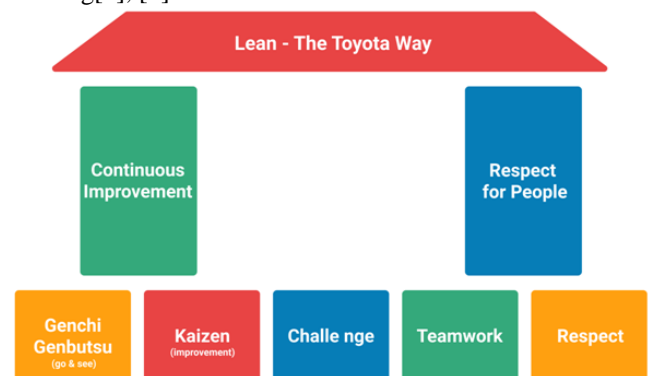 Lean - The Toyota Way
Continuous
Improvement
Respect
for People
Genchi
Genbutsu
(go & see)
Kaizen
(improvement)
Challe nge
Teamwork
Respect